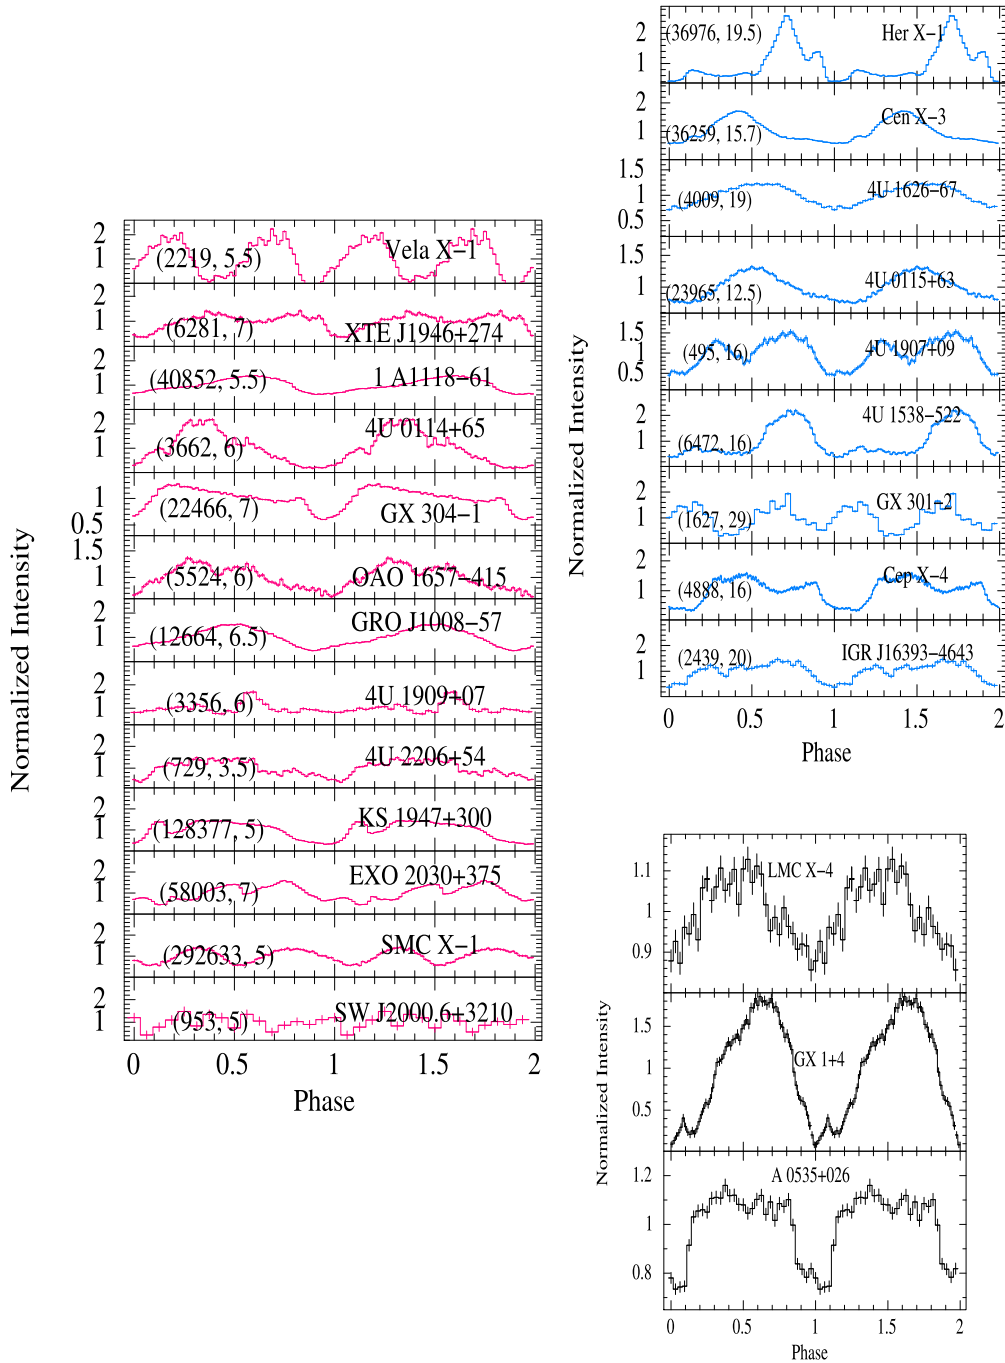 Normalized Intensity
2
1
(2219, 5.5)
Vela X−1
2
1
(6281, 7)
XTE J1946+274
2
1
(40852, 5.5)
1 A1118−61
2
1
(3662, 6)
4U 0114+65
1
0.5
(22466, 7)
GX 304−1
1.5
1
(5524, 6)
OAO 1657−415
2
1
(12664, 6.5)
GRO J1008−57
2
1
(3356, 6)
4U 1909+07
2
1
(729, 3.5)
4U 2206+54
2
1
(128377, 5)
KS 1947+300
2
1
(58003, 7)
EXO 2030+375
2
1
(292633, 5)
SMC X−1
2
1
(953, 5)
SW J2000.6+3210
0 0.5 1 1.5 2
Phase
Normalized Intensity
2
1
(36976, 19.5)
Her X−1
2
1
(36259, 15.7)
Cen X−3
1.5
1
0.5
(4009, 19)
4U 1626−67
1.5
1
(23965, 12.5)
4U 0115+63
1.5
1
0.5
(495, 16)
4U 1907+09
2
1
(6472, 16)
4U 1538−522
2
1
(1627, 29)
GX 301−2
2
1
(4888, 16)
Cep X−4
2
1
(2439, 20)
IGR J16393−4643
0 0.5 1 1.5 2
Phase
Normalized Intensity
1.1
1
0.9
LMC X−4
1.5
1
0.5
GX 1+4
1.2
1
0.8
A 0535+026
0 0.5 1 1.5 2
Phase